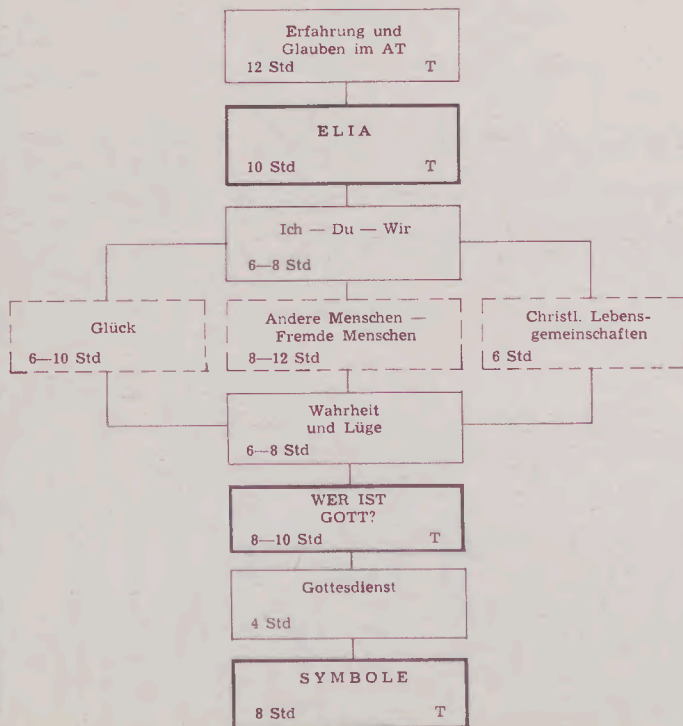 Erfahrung und
Glauben im AT
12 Std T
ELIA
10 Std T
Ich — Du — Wir
6—8 Std
Glück
6—10 Std
Andere Menschen —
Fremde Menschen
8—12 Std
Christl. Lebens-
gemeinschaften
6 Std
Wahrheit
und Lüge
6—8 Std
WER IST
GOTT?
8—10 Std T
Gottesdienst
4 Std
SYMBOLE
8 Std T